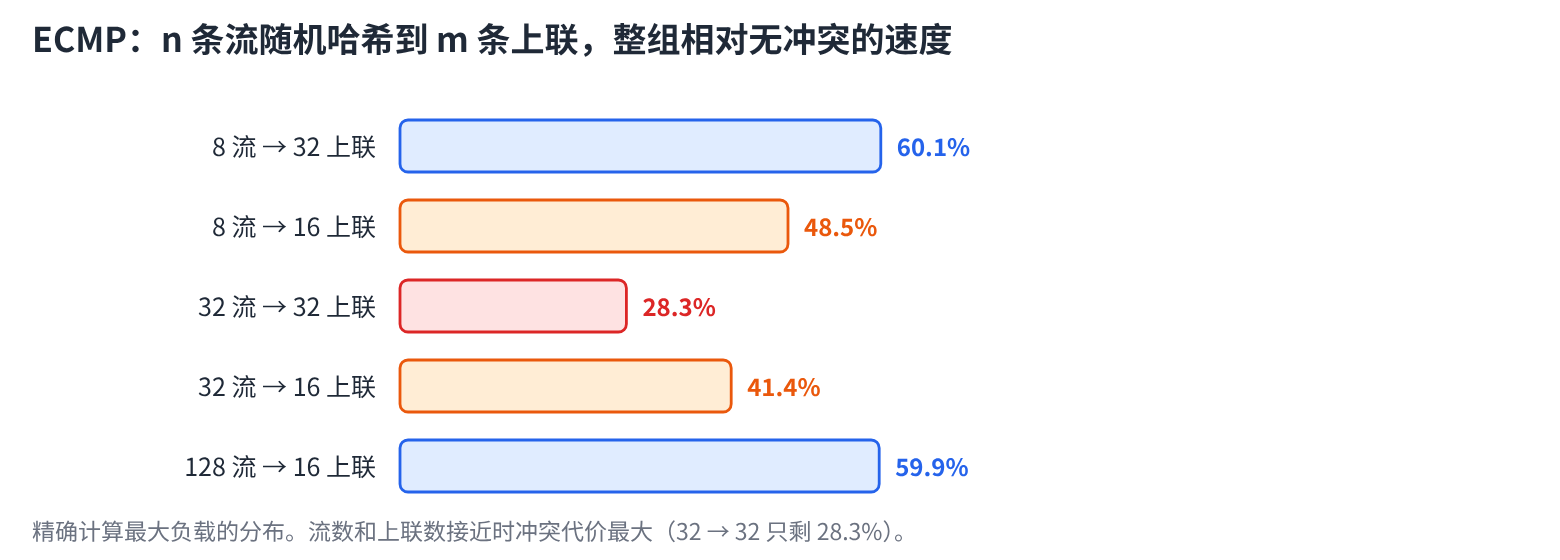 ECMP：n 条流随机哈希到 m 条上联，整组相对无冲突的速度
8 流 → 32 上联 60.1%
8 流 → 16 上联 48.5%
32 流 → 32 上联 28.3%
32 流 → 16 上联 41.4%
128 流 → 16 上联 59.9%
精确计算最大负载的分布。流数和上联数接近时冲突代价最大（32 → 32 只剩 28.3%）。